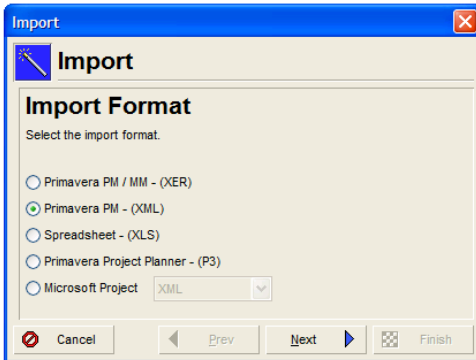 Import
Import
Import Format
Select the import format.
Primavera PM / MM - (XER)
Primavera PM - (XML)
Spreadsheet - (XLS)
Primavera Project Planner - (P3)
Microsoft Project XML
Cancel Prev Next Finish